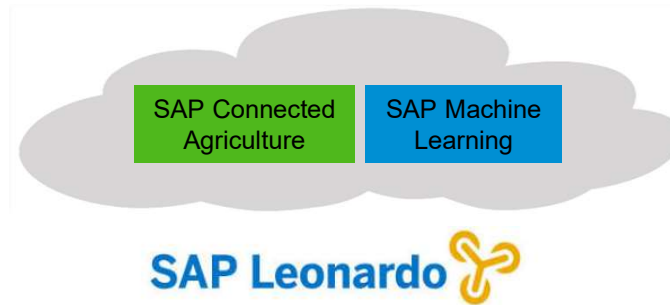 SAP Connected
Agriculture
SAP Machine
Learning
SAP Leonardo